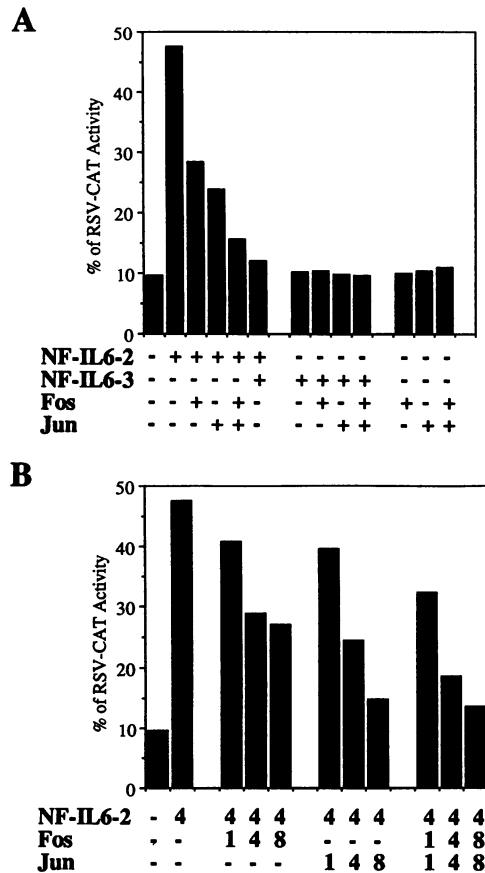 A
% of RSV-CAT Activity
50
40
30
20
10
0
NF-IL6-2 - + + + + + - - - - - - -
NF-IL6-3 - - - - - + + + + + - - -
Fos - - + - + - - + - + + - +
Jun - - - + + - - - + + - + +
B
% of RSV-CAT Activity
50
40
30
20
10
0
NF-IL6-2 - 4 4 4 4 4 4 4 4 4 4
Fos - - 1 4 8 - - - 1 4 8
Jun - - - - - 1 4 8 1 4 8